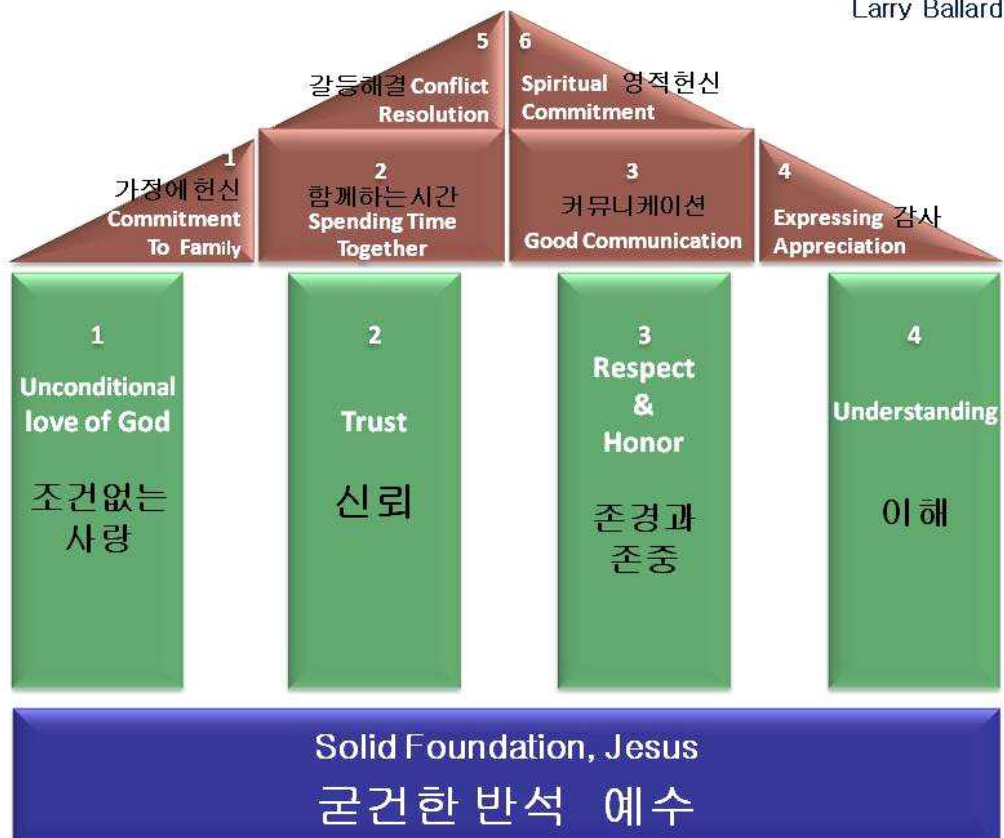 Larry Ballard
5
갈등해결 Conflict
Resolution
6
Spiritual 영적헌신
Commitment
1
가정에 헌신
Commitment
To Family
2
함께하는시간
Spending Time
Together
3
커뮤니케이션
Good Communication
4
Expressing 감사
Appreciation
1
Unconditional
love of God
조건없는
사랑
2
Trust
신뢰
3
Respect
&
Honor
존경과
존중
4
Understanding
이해
Solid Foundation, Jesus
굳건한 반석 예수